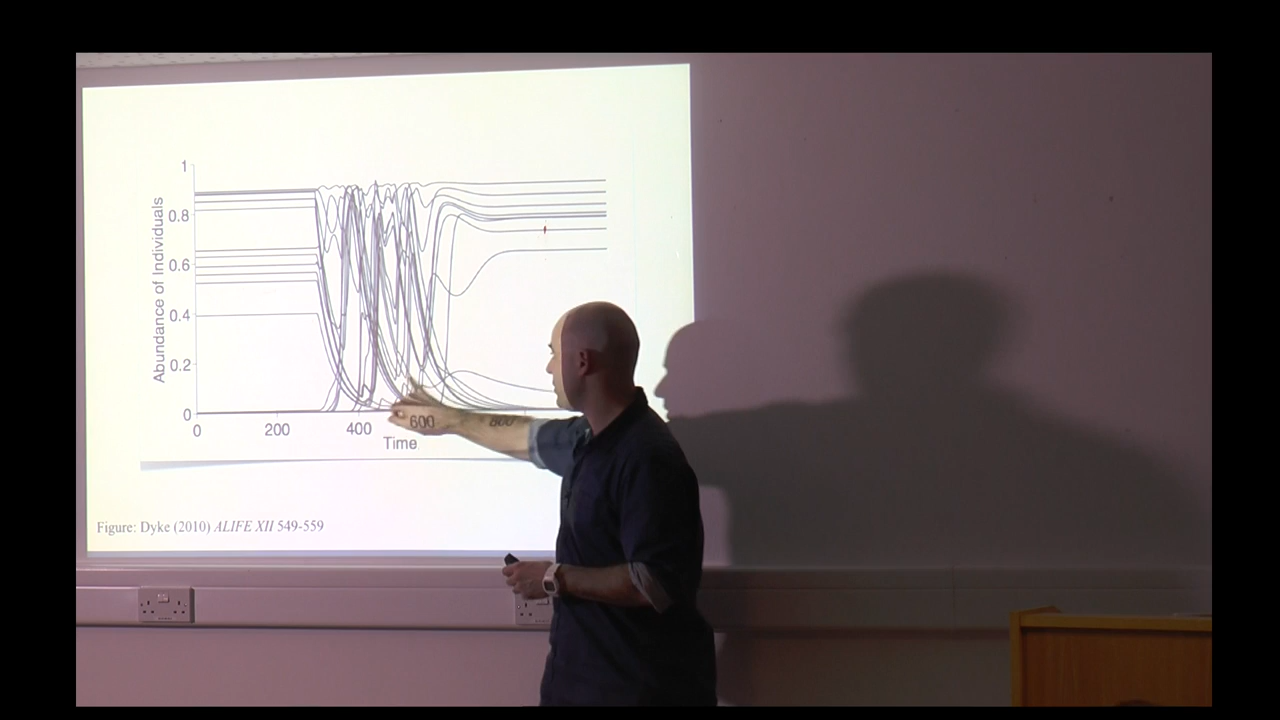 Abundance of Individuals
1
0.8
0.6
0.4
0.2
0
0 200 400 600 800
Time
Figure: Dyke (2010) ALIFE XII 549-559